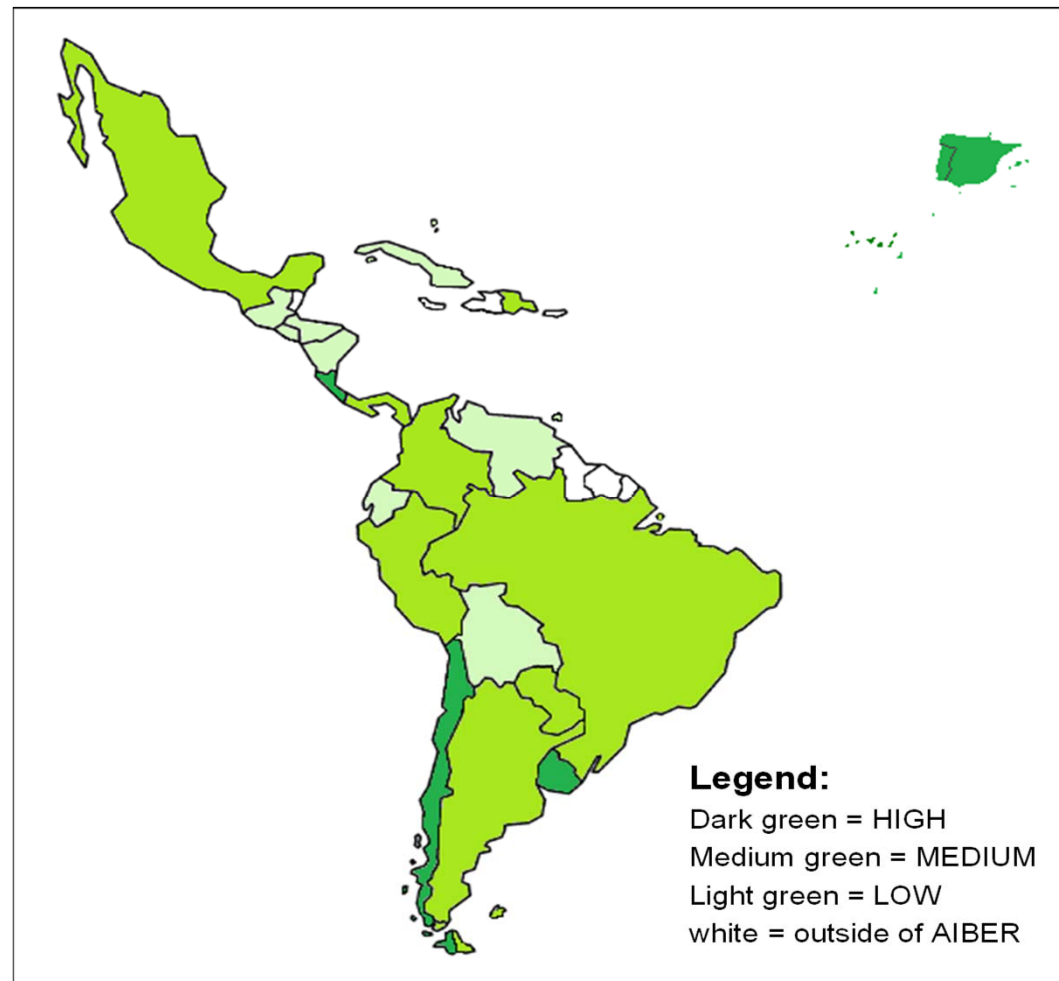 Legend:
Dark green = HIGH
Medium green = MEDIUM
Light green = LOW
white = outside of AIBER